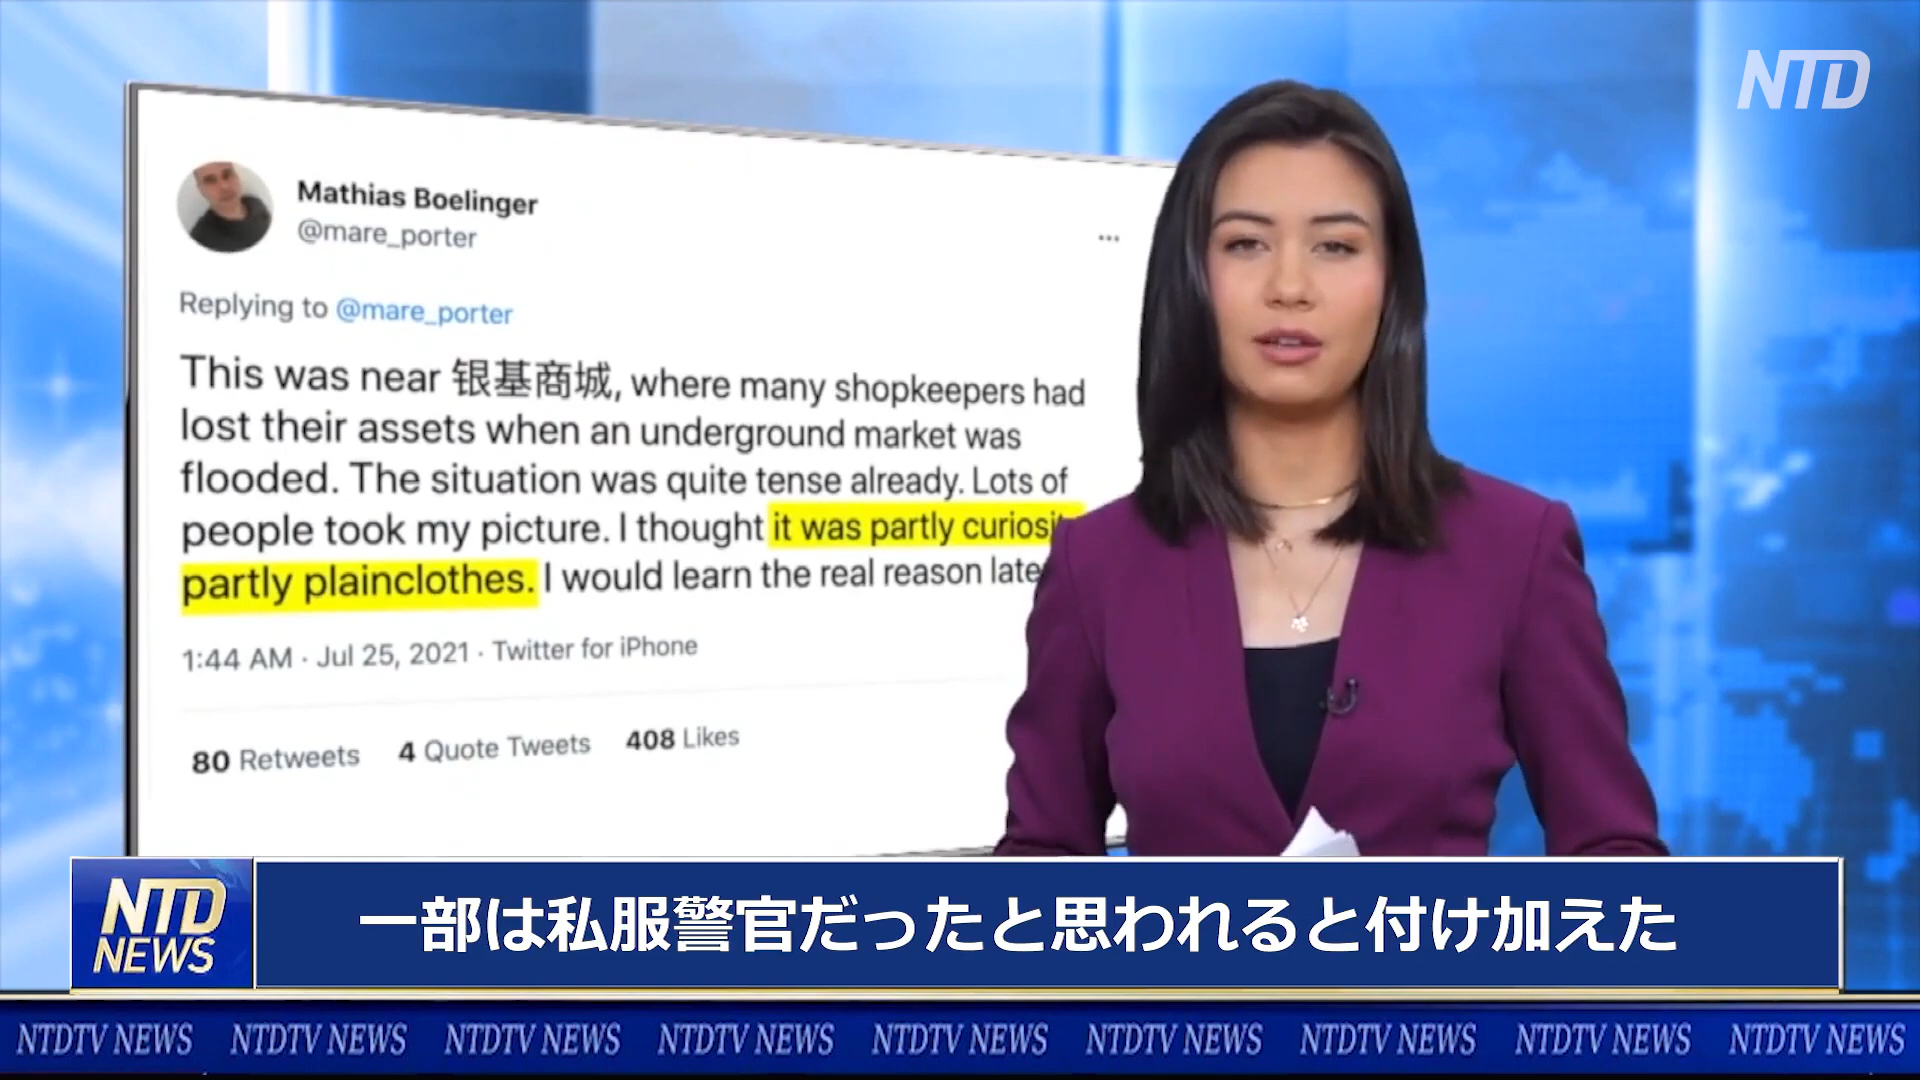 NTD
Mathias Boelinger
@mare_porter
Replying to @mare_porter
This was near 银基商城, where many shopkeepers had
lost their assets when an underground market was
flooded. The situation was quite tense already. Lots of
people took my picture. I thought it was partly
partly plainclothes. I would learn the real reason
1:44 AM · Jul 25, 2021 · Twitter for iPhone
80 Retweets 4 Quote Tweets 408 Likes
NTD
NEWS
一部は私服警官だったと思われると付け加えた
NTDTV NEWS NTDTV NEWS NTDTV NEWS NTDTV NEWS NTDTV NEWS NTDTV NEWS NTDTV NEWS NTDTV NEWS NTDTV NEWS